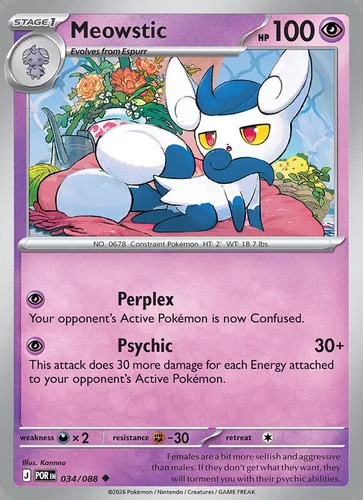 STAGE 1
Meowstic
HP 100
Evolves from Espurr
NO. 0678 Constraint Pokémon HT: 2' WT: 18.7 lbs.
Perplex
Your opponent's Active Pokémon is now Confused.
Psychic 30+
This attack does 30 more damage for each Energy attached
to your opponent's Active Pokémon.
weakness ×2 resistance -30 retreat
Illus. Kannnu
J POR EN 034/088
Females are a bit more selfish and aggressive
than males. If they don't get what they want, they
will torment you with their psychic abilities.
©2026 Pokémon / Nintendo / Creatures / GAME FREAK